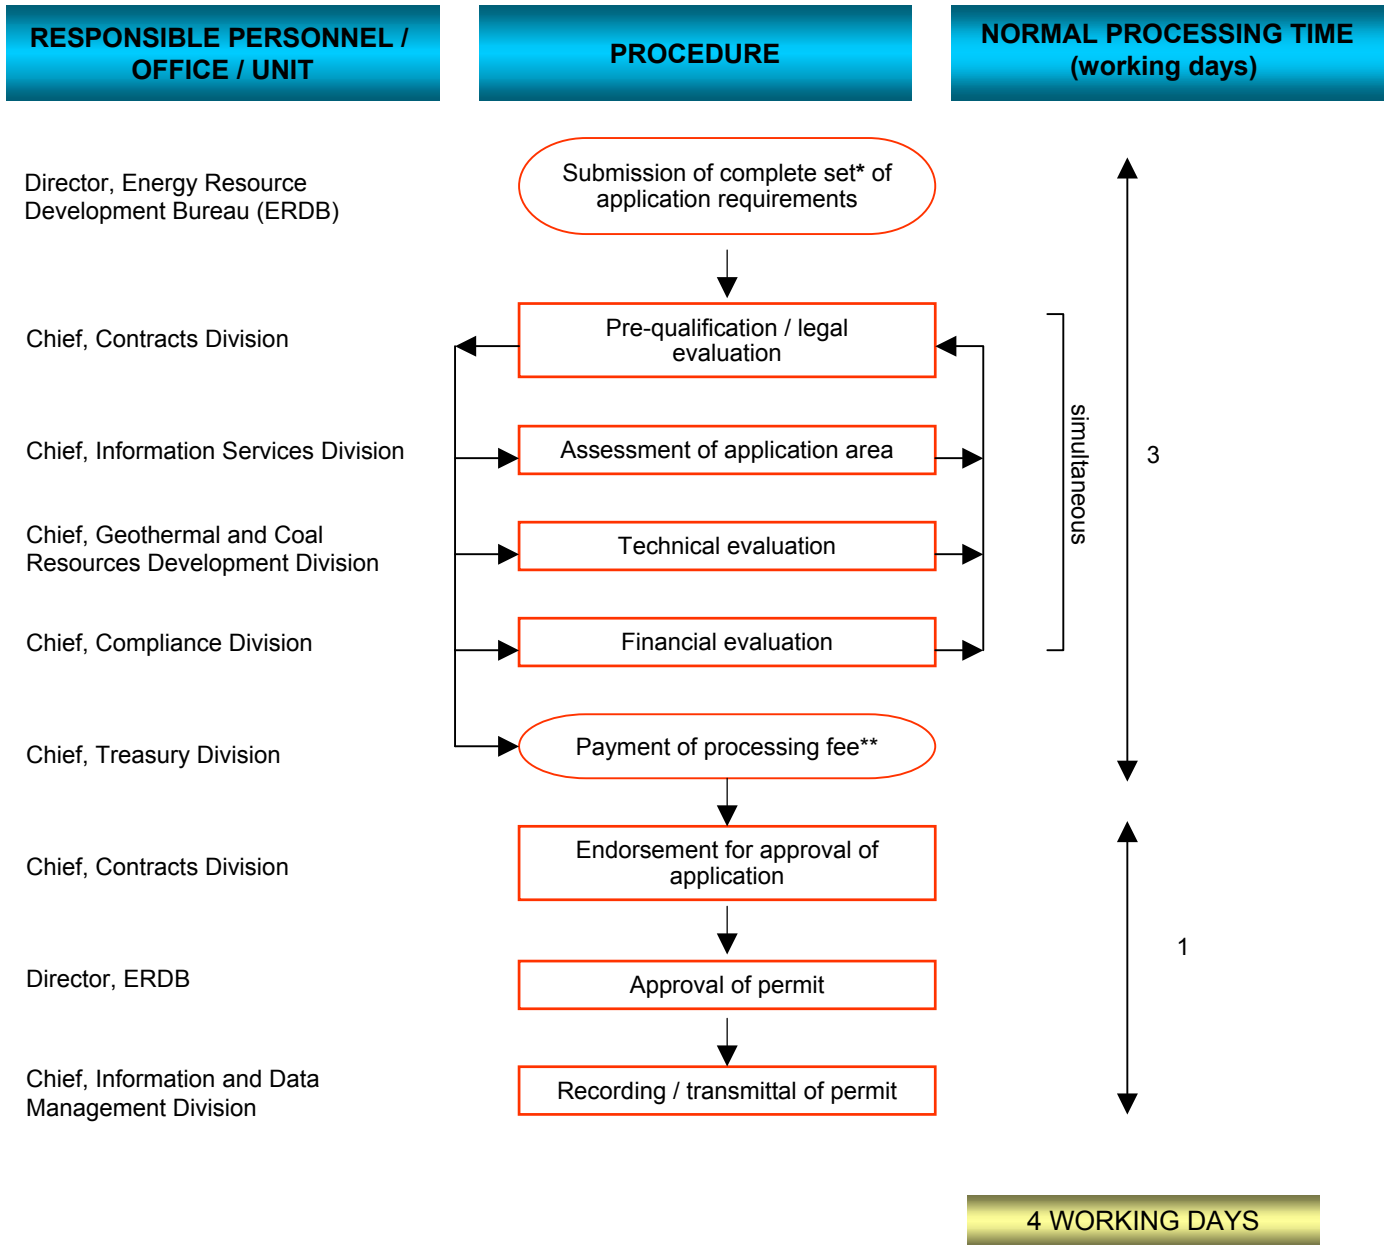 RESPONSIBLE PERSONNEL /
OFFICE / UNIT
PROCEDURE
NORMAL PROCESSING TIME
(working days)
Director, Energy Resource
Development Bureau (ERDB)
Submission of complete set* of
application requirements
Chief, Contracts Division
Pre-qualification / legal
evaluation
Chief, Information Services Division
Assessment of application area
simultaneous
3
Chief, Geothermal and Coal
Resources Development Division
Technical evaluation
Chief, Compliance Division
Financial evaluation
Chief, Treasury Division
Payment of processing fee**
Chief, Contracts Division
Endorsement for approval of
application
1
Director, ERDB
Approval of permit
Chief, Information and Data
Management Division
Recording / transmittal of permit
4 WORKING DAYS